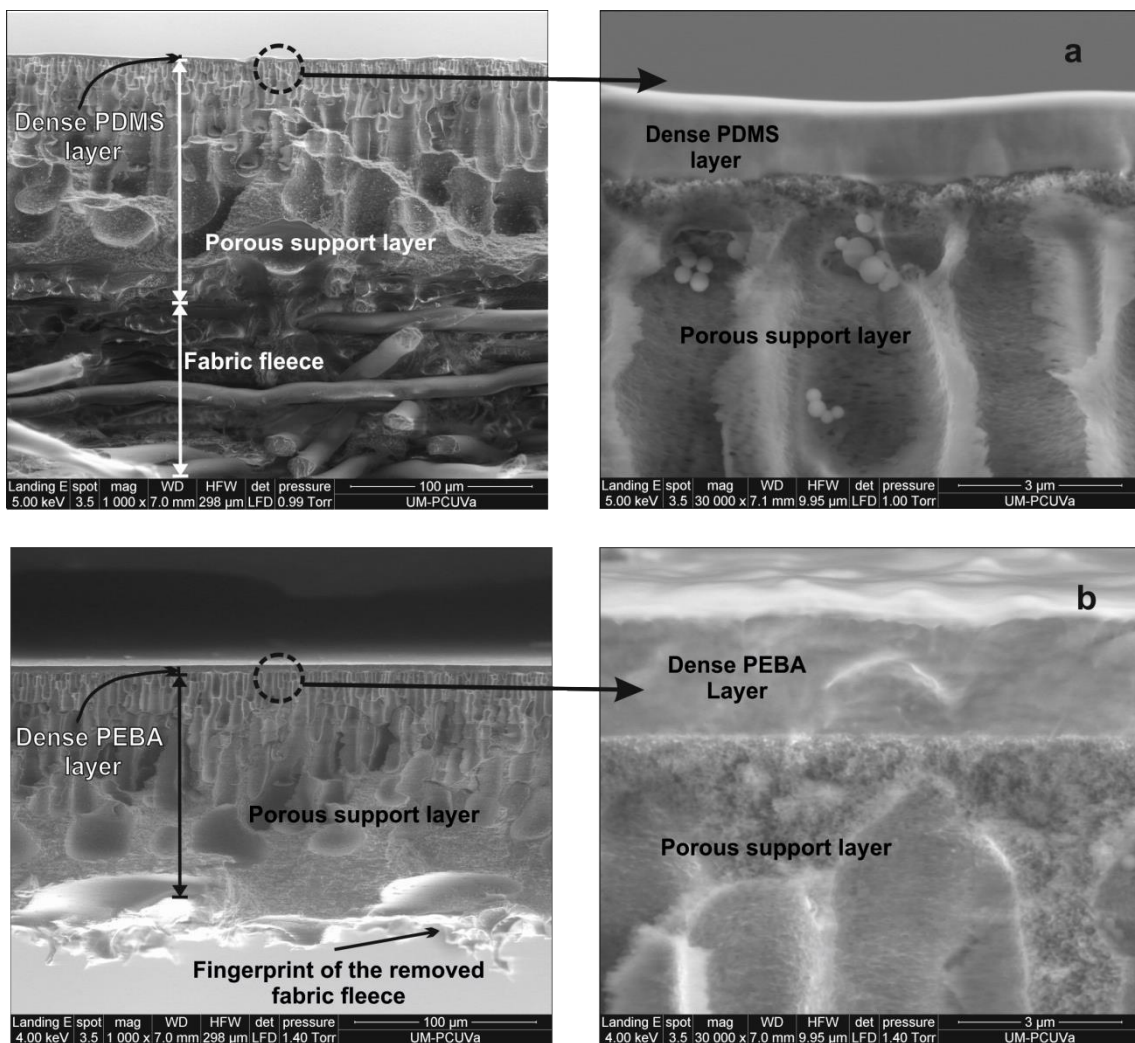 Dense PDMS
layer
Porous support layer
Fabric fleece
Landing E spot mag WD HFW det pressure 100 µm
5.00 keV 3.5 1 000 x 7.0 mm 298 µm LFD 0.99 Torr UM-PCUVa
a
Dense PDMS
layer
Porous support layer
Landing E spot mag WD HFW det pressure 3 µm
5.00 keV 3.5 30 000 x 7.1 mm 9.95 µm LFD 1.00 Torr UM-PCUVa
Dense PEBA
layer
Porous support layer
Fingerprint of the removed
fabric fleece
Landing E spot mag WD HFW det pressure 100 µm
4.00 keV 3.5 1 000 x 7.0 mm 298 µm LFD 1.40 Torr UM-PCUVa
b
Dense PEBA
Layer
Porous support layer
Landing E spot mag WD HFW det pressure 3 µm
4.00 keV 3.5 30 000 x 7.0 mm 9.95 µm LFD 1.40 Torr UM-PCUVa